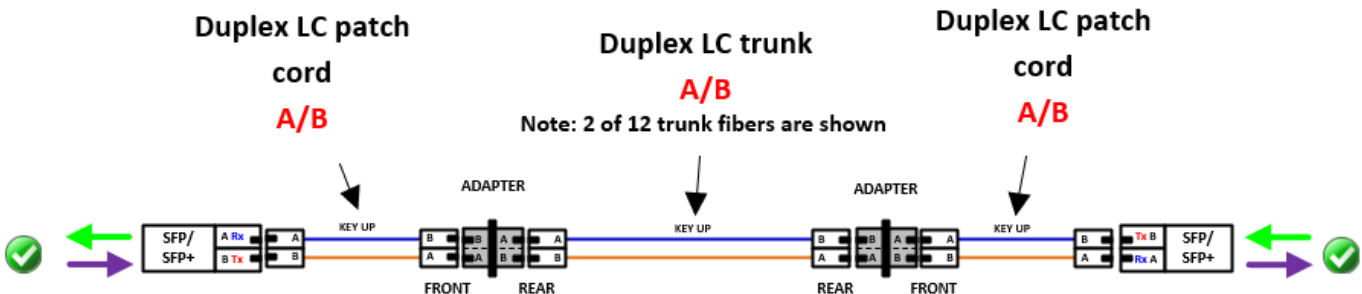 Duplex LC patch
cord
A/B
Duplex LC trunk
A/B
Note: 2 of 12 trunk fibers are shown
Duplex LC patch
cord
A/B
ADAPTER
ADAPTER
KEY UP
KEY UP
KEY UP
SFP/
SFP+
A Rx
B Tx
A
B
B
A
B A
A B
A
B
B
A
B A
A B
A
B
B
A
Tx B
Rx A
SFP/
SFP+
FRONT
REAR
REAR
FRONT